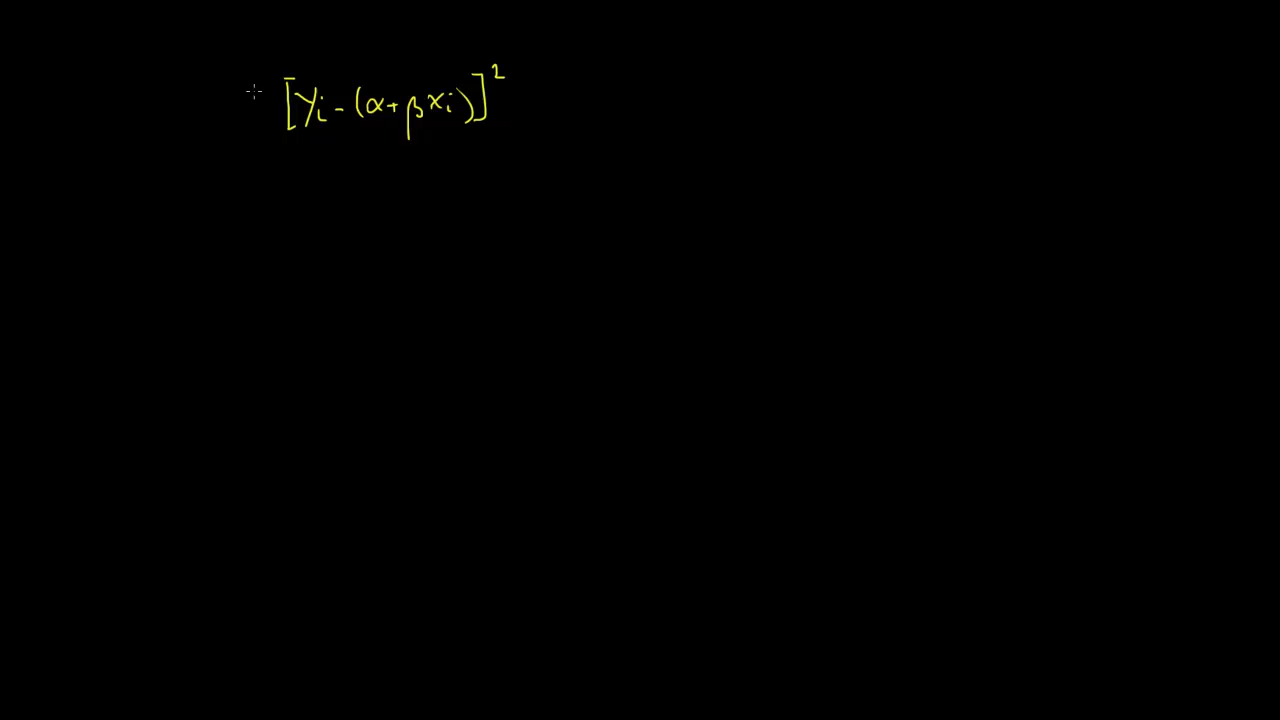 [yi - (α + βxi)]²